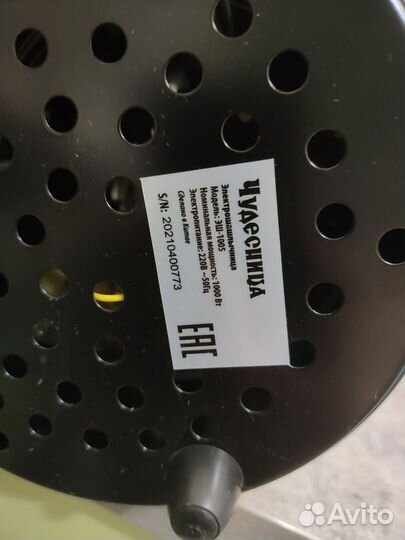 Чудесница
Электрошашлычница
Модель: ЭШ-1005
Номинальная мощность: 1000 Вт
Электропитание: 220В ~50Гц
Сделано в Китае
S/N: 20210400773
EAC
Avito